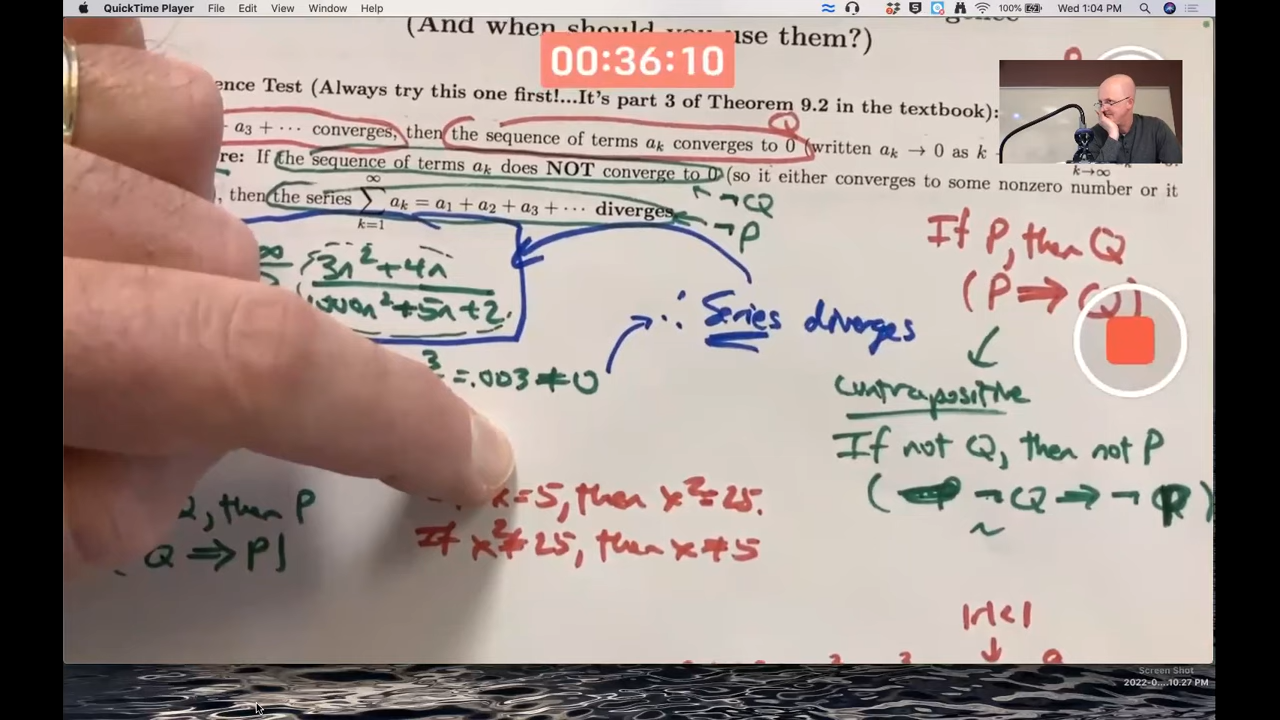 QuickTime Player File Edit View Window Help 100% Wed 1:04 PM
(And when should you use them?)
00:36:10
ence Test (Always try this one first!...It's part 3 of Theorem 9.2 in the textbook):
Q
a₃ + ⋯ converges, then the sequence of terms aₖ converges to 0 (written aₖ → 0 as k
k→∞
re: If the sequence of terms aₖ does NOT converge to 0 (so it either converges to some nonzero number or it
, then the series ∑ₖ₌₁^∞ aₖ = a₁ + a₂ + a₃ + ⋯ diverges
¬Q
¬P
3n²+4n
1000n²+5n+2
∴ Series diverges
3 = .003 ≠ 0
If P, then Q
(P ⇒ Q)
contrapositive
If not Q, then not P
( ¬Q → ¬P )
~
, then P
Q ⇒ P)
x=5, then x²=25.
If x²≠25, then x≠5
|r|<1
Screen Shot
2022-0....10.27 PM